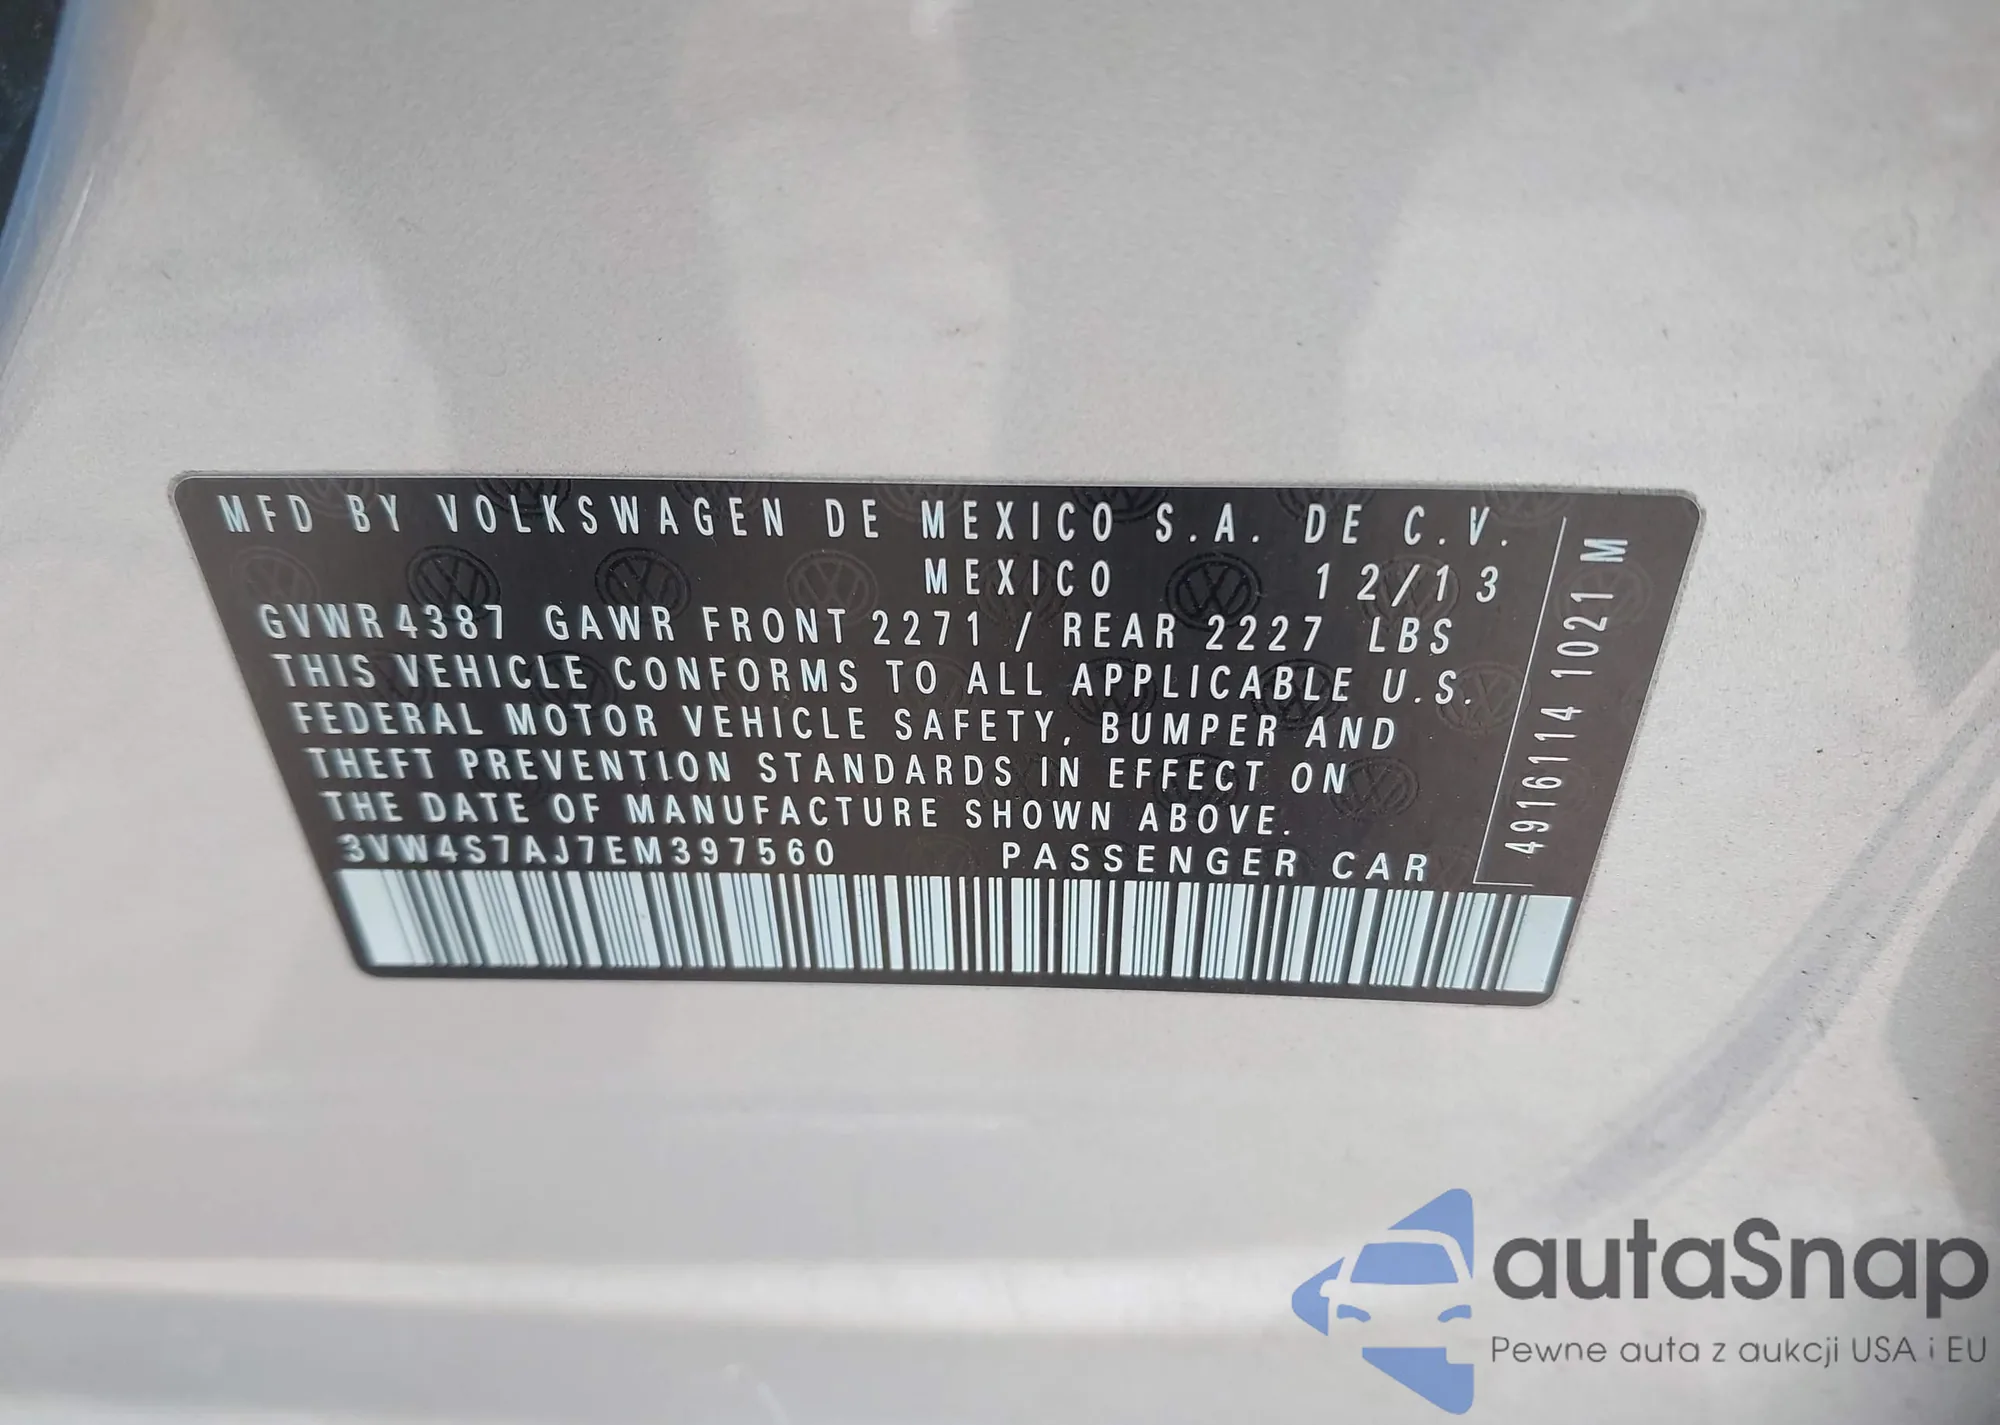 MFD BY VOLKSWAGEN DE MEXICO S.A. DE C.V.
MEXICO 12/13
GVWR 4387 GAWR FRONT 2271 / REAR 2227 LBS
THIS VEHICLE CONFORMS TO ALL APPLICABLE U.S.
FEDERAL MOTOR VEHICLE SAFETY, BUMPER AND
THEFT PREVENTION STANDARDS IN EFFECT ON
THE DATE OF MANUFACTURE SHOWN ABOVE.
3VW4S7AJ7EM397560 PASSENGER CAR
4916114 1021 M
autaSnap
Pewne auta z aukcji USA i EU